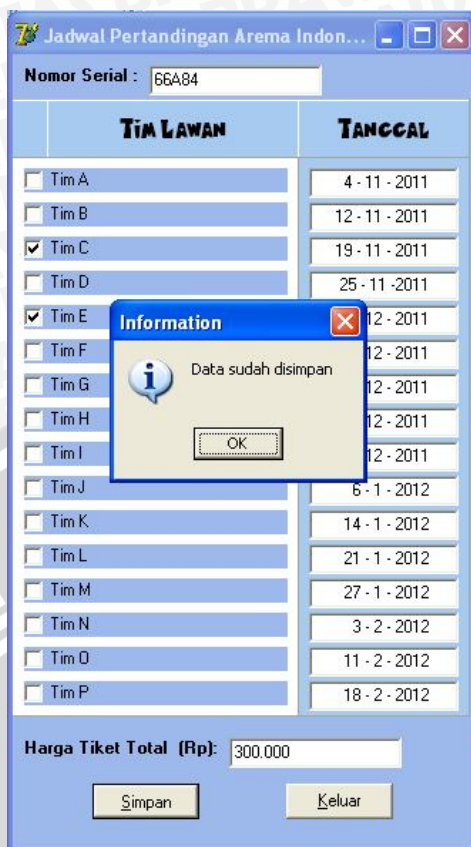 Jadwal Pertandingan Arema Indon...
Nomor Serial : 66A84
Tim Lawan Tanggal
Tim A 4 - 11 - 2011
Tim B 12 - 11 - 2011
Tim C 19 - 11 - 2011
Tim D 25 - 11 -2011
Tim E 12 - 2011
Tim F 12 - 2011
Tim G 12 - 2011
Tim H 12 - 2011
Tim I 12 - 2011
Information
Data sudah disimpan
OK
Tim J 6 - 1 - 2012
Tim K 14 - 1 - 2012
Tim L 21 - 1 - 2012
Tim M 27 - 1 - 2012
Tim N 3 - 2 - 2012
Tim O 11 - 2 - 2012
Tim P 18 - 2 - 2012
Harga Tiket Total (Rp): 300.000
Simpan Keluar